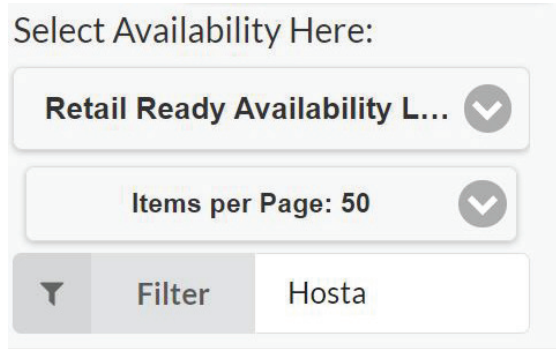 Select Availability Here:
Retail Ready Availability L...
Items per Page: 50
Filter Hosta